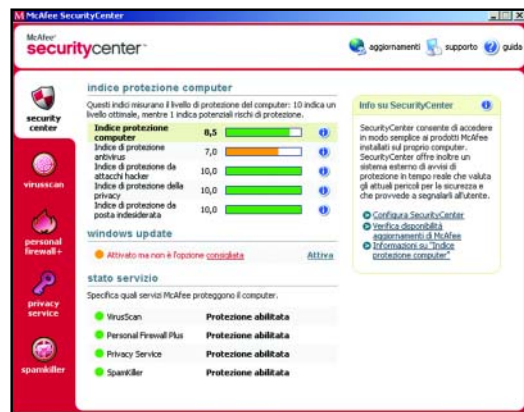 McAfee SecurityCenter
McAfee
securitycenter
aggiornamenti supporto guida
security center
virusscan
personal firewall+
privacy service
spamkiller
indice protezione computer
Questi indici misurano il livello di protezione del computer: 10 indica un
livello ottimale, mentre 1 indica potenziali rischi di protezione.
Indice protezione computer 8,5
Indice di protezione antivirus 7,0
Indice di protezione da attacchi hacker 10,0
Indice di protezione della privacy 10,0
Indice di protezione da posta indesiderata 10,0
windows update
Attivato ma non è l'opzione consigliata Attiva
stato servizio
Specifica quali servizi McAfee proteggono il computer.
VirusScan Protezione abilitata
Personal Firewall Plus Protezione abilitata
Privacy Service Protezione abilitata
SpamKiller Protezione abilitata
Info su SecurityCenter
SecurityCenter consente di accedere
in modo semplice ai prodotti McAfee
installati sul proprio computer.
SecurityCenter offre inoltre un
sistema esterno di avvisi di
protezione in tempo reale che valuta
gli attuali pericoli per la sicurezza e
che provvede a segnalarli all'utente.
Configura SecurityCenter
Verifica disponibilità
aggiornamenti di McAfee
Informazioni su "Indice
protezione computer"